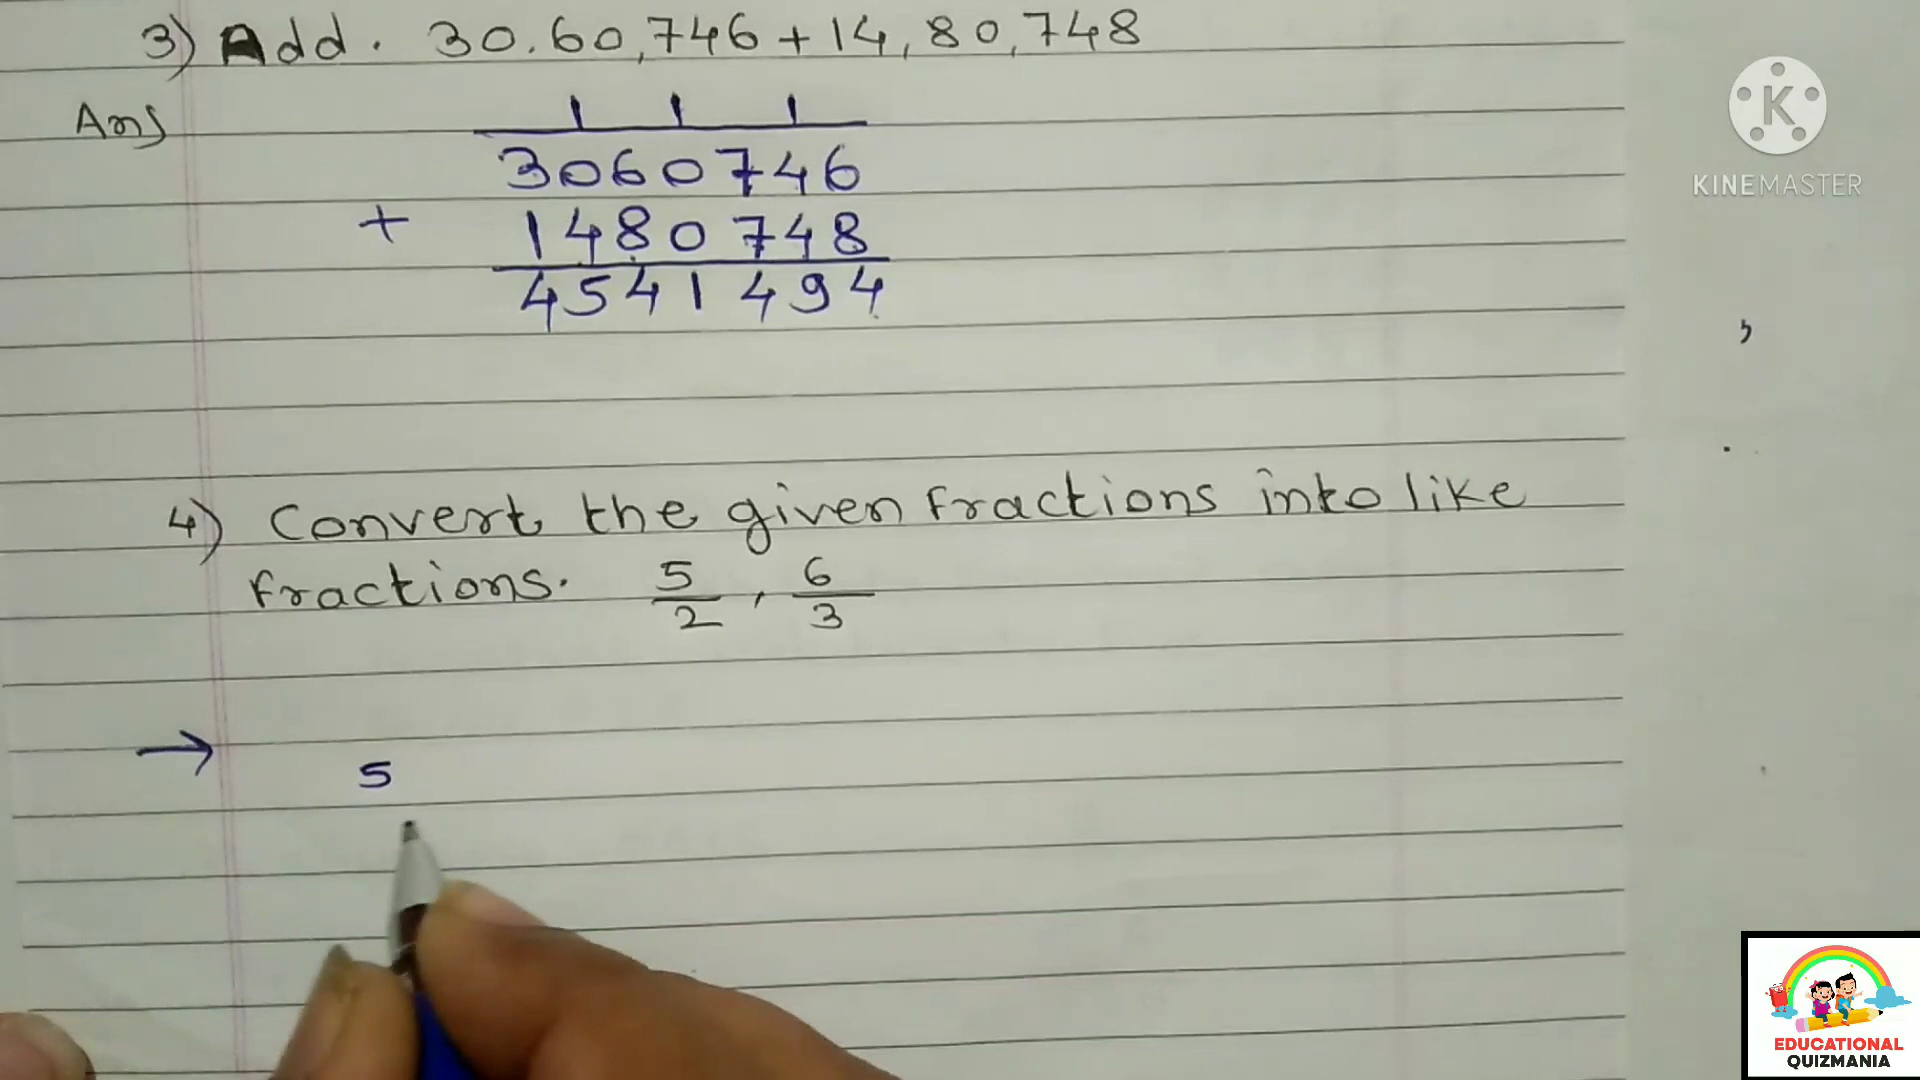 3) Add. 30.60,746+14,80,748
Ans
1 1 1
3060746
+ 1480748
4541494
4) Convert the given fractions into like
fractions. 5/2, 6/3
→ 5
K
KINEMASTER
EDUCATIONAL
QUIZMANIA